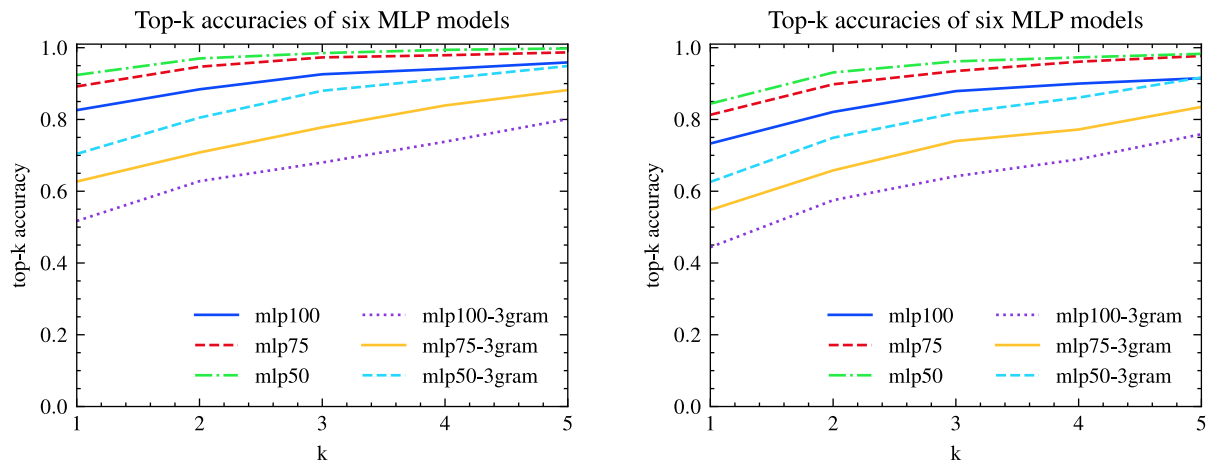 Top-k accuracies of six MLP models
1.0
0.8
0.6
0.4
0.2
0.0
top-k accuracy
mlp100
mlp75
mlp50
mlp100-3gram
mlp75-3gram
mlp50-3gram
1 2 3 4 5
k
Top-k accuracies of six MLP models
1.0
0.8
0.6
0.4
0.2
0.0
top-k accuracy
mlp100
mlp75
mlp50
mlp100-3gram
mlp75-3gram
mlp50-3gram
1 2 3 4 5
k